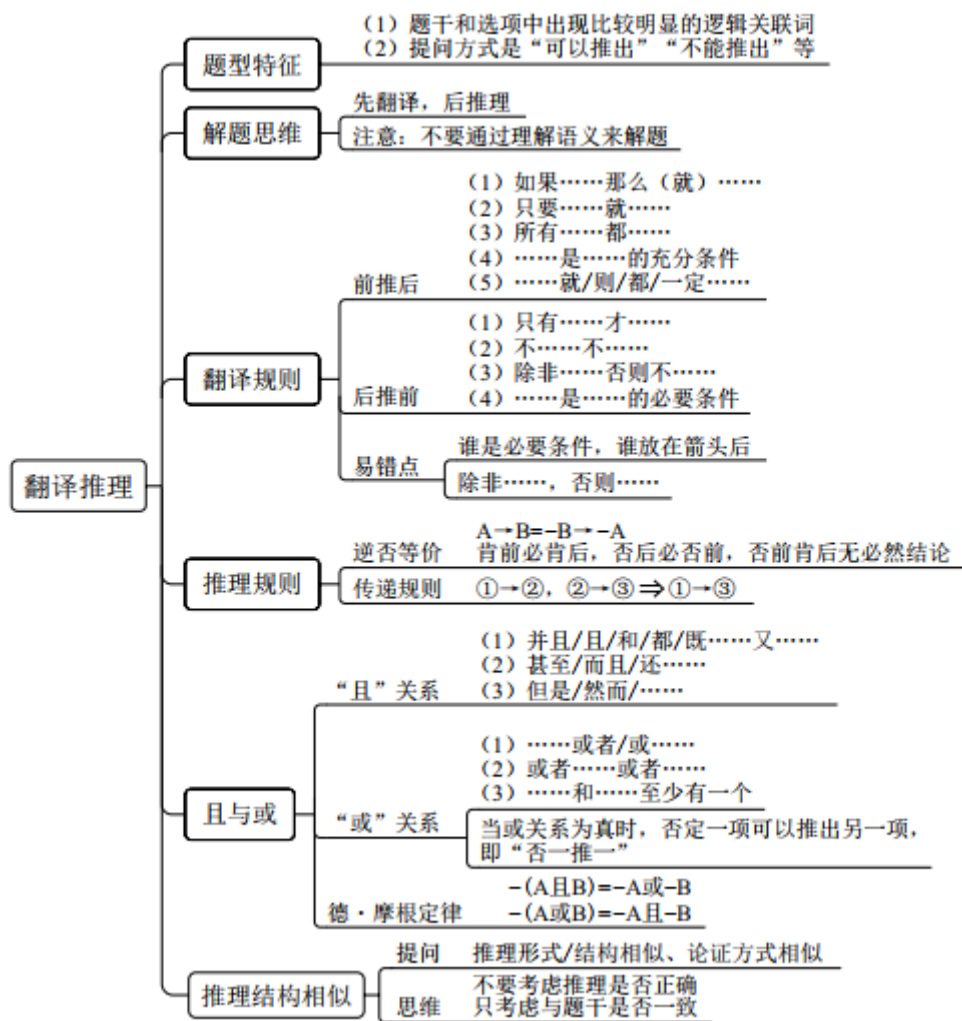 翻译推理
题型特征
（1）题干和选项中出现比较明显的逻辑关联词
（2）提问方式是“可以推出”“不能推出”等
解题思维
先翻译，后推理
注意：不要通过理解语义来解题
翻译规则
前推后
（1）如果……那么（就）……
（2）只要……就……
（3）所有……都……
（4）……是……的充分条件
（5）……就/则/都/一定……
后推前
（1）只有……才……
（2）不……不……
（3）除非……否则不……
（4）……是……的必要条件
易错点
谁是必要条件，谁放在箭头后
除非……，否则……
推理规则
逆否等价
A→B=-B→-A
肯前必肯后，否后必否前，否前肯后无必然结论
传递规则
①→②，②→③⇒①→③
且与或
“且”关系
（1）并且/且/和/都/既……又……
（2）甚至/而且/还……
（3）但是/然而/……
“或”关系
（1）……或者/或……
（2）或者……或者……
（3）……和……至少有一个
当或关系为真时，否定一项可以推出另一项，
即“否一推一”
德·摩根定律
-(A且B)=-A或-B
-(A或B)=-A且-B
推理结构相似
提问
推理形式/结构相似、论证方式相似
思维
不要考虑推理是否正确
只考虑与题干是否一致